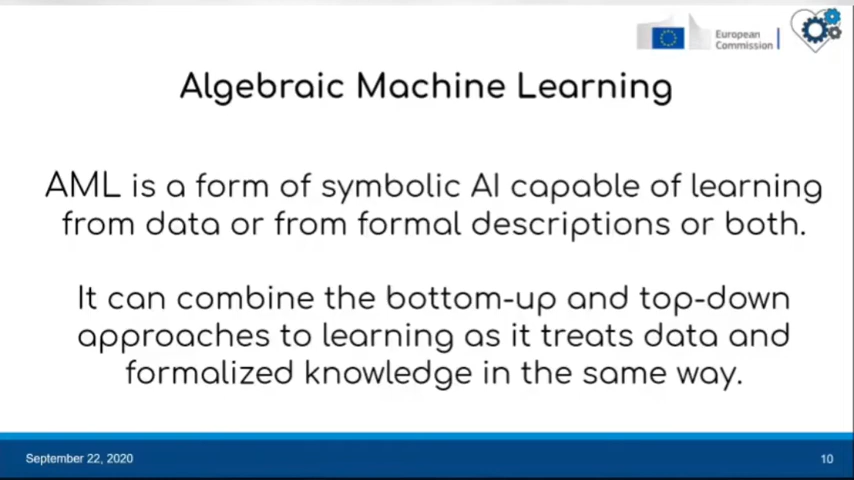 European
Commission
Algebraic Machine Learning
AML is a form of symbolic AI capable of learning
from data or from formal descriptions or both.
It can combine the bottom-up and top-down
approaches to learning as it treats data and
formalized knowledge in the same way.
September 22, 2020
10